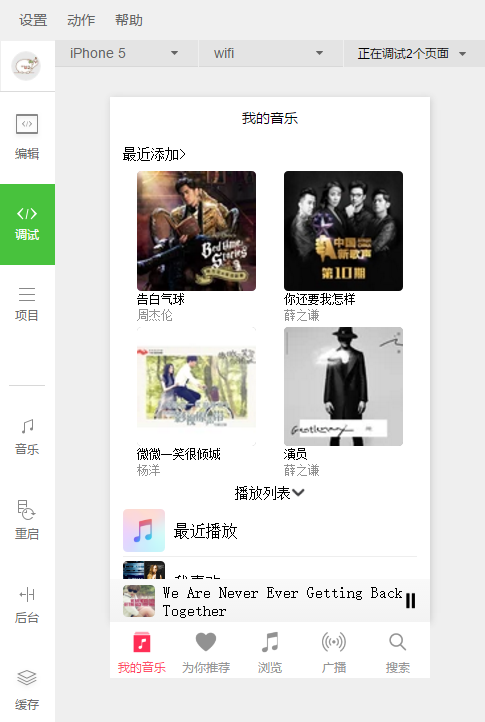 设置 动作 帮助
iPhone 5 wifi 正在调试2个页面
编辑
调试
项目
音乐
重启
后台
缓存
我的音乐
最近添加>
Bedtime Stories
中国新歌声
第10期
告白气球 你还要我怎样
周杰伦 薛之谦
Gentleman
微微一笑很倾城 演员
杨洋 薛之谦
播放列表
最近播放
We Are Never Ever Getting Back
Together
我的音乐 为你推荐 浏览 广播 搜索